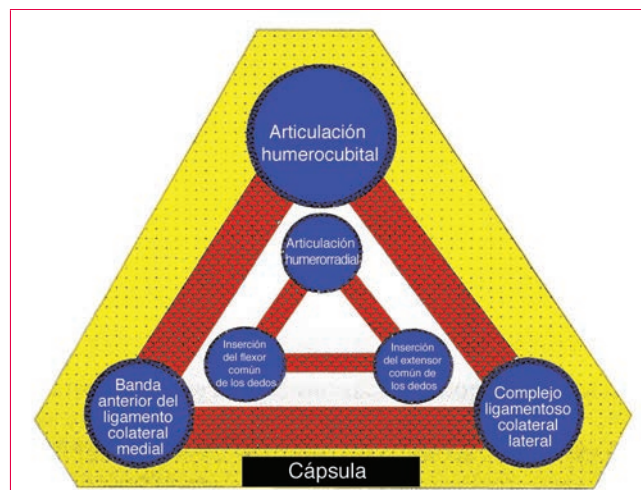 Articulación
humerocubital
Articulación
humerorradial
Inserción
del flexor
común
de los dedos
Inserción
del extensor
común de
los dedos
Banda
anterior del
ligamento
colateral
medial
Complejo
ligamentoso
colateral
lateral
Cápsula